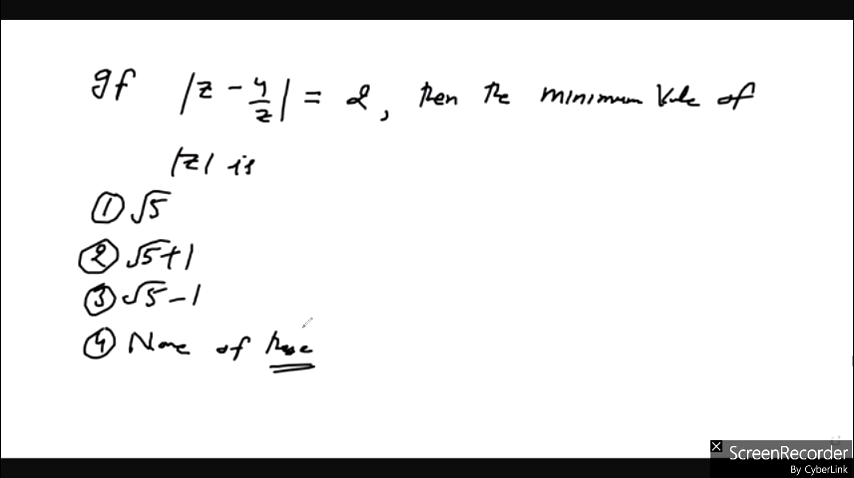 If |z - 4/z| = 2, then the minimum Value of
|z| is
① √5
② √5+1
③ √5-1
④ None of these
ScreenRecorder
By CyberLink